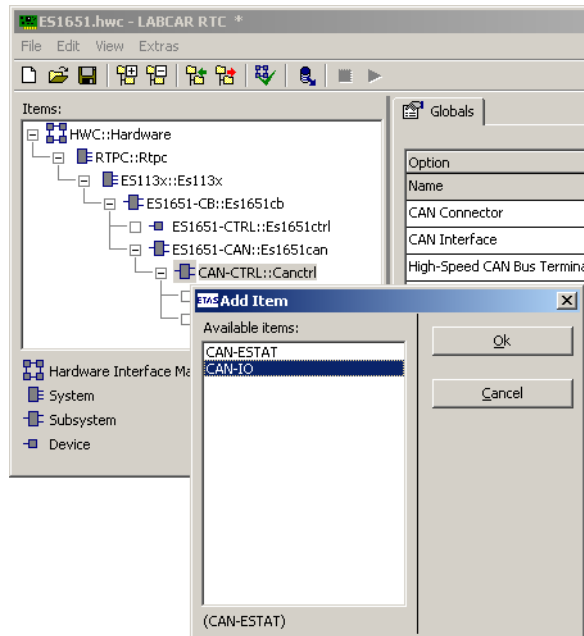 ES1651.hwc - LABCAR RTC *
File Edit View Extras
Items:
HWC::Hardware
RTPC::Rtpc
ES113x::Es113x
ES1651-CB::Es1651cb
ES1651-CTRL::Es1651ctrl
ES1651-CAN::Es1651can
CAN-CTRL::Canctrl
Hardware Interface Ma
System
Subsystem
Device
Globals
Option
Name
CAN Connector
CAN Interface
High-Speed CAN Bus Termina
ETAS Add Item
Available items:
CAN-ESTAT
CAN-IO
(CAN-ESTAT)
Ok
Cancel